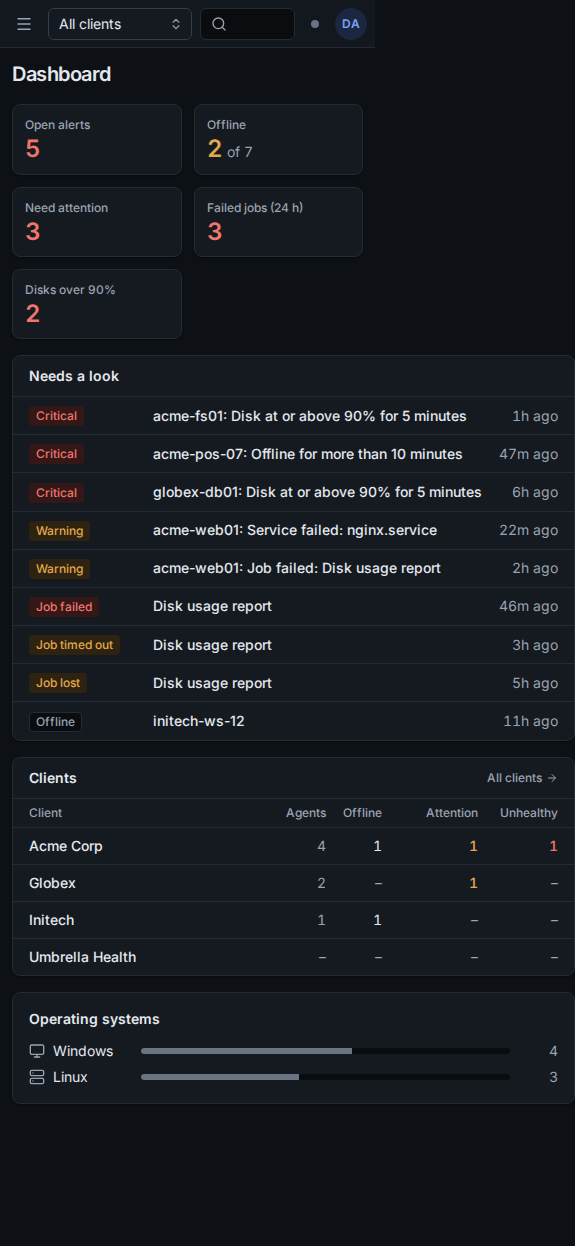 All clients
DA
Dashboard
Open alerts
5
Offline
2 of 7
Need attention
3
Failed jobs (24 h)
3
Disks over 90%
2
Needs a look
Critical acme-fs01: Disk at or above 90% for 5 minutes 1h ago
Critical acme-pos-07: Offline for more than 10 minutes 47m ago
Critical globex-db01: Disk at or above 90% for 5 minutes 6h ago
Warning acme-web01: Service failed: nginx.service 22m ago
Warning acme-web01: Job failed: Disk usage report 2h ago
Job failed Disk usage report 46m ago
Job timed out Disk usage report 3h ago
Job lost Disk usage report 5h ago
Offline initech-ws-12 11h ago
Clients All clients →
Client Agents Offline Attention Unhealthy
Acme Corp 4 1 1 1
Globex 2 – 1 –
Initech 1 1 – –
Umbrella Health – – – –
Operating systems
Windows 4
Linux 3